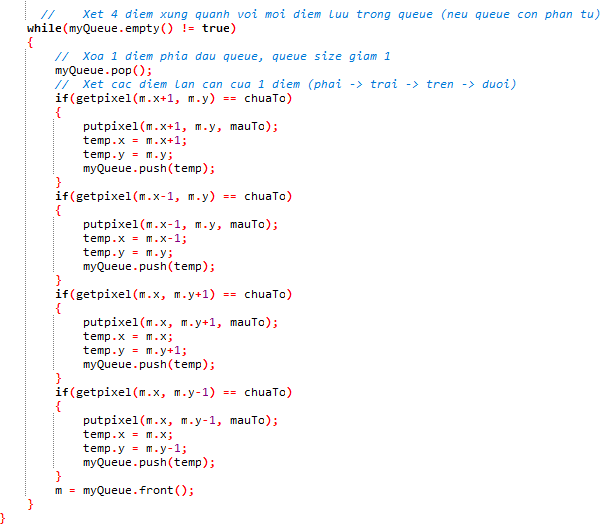 //    Xet 4 diem xung quanh voi moi diem luu trong queue (neu queue con phan tu)
while(myQueue.empty() != true)
{
    //  Xoa 1 diem phia dau queue, queue size giam 1
    myQueue.pop();
    //  Xet cac diem lan can cua 1 diem (phai -> trai -> tren -> duoi)
    if(getpixel(m.x+1, m.y) == chuaTo)
    {
        putpixel(m.x+1, m.y, mauTo);
        temp.x = m.x+1;
        temp.y = m.y;
        myQueue.push(temp);
    }
    if(getpixel(m.x-1, m.y) == chuaTo)
    {
        putpixel(m.x-1, m.y, mauTo);
        temp.x = m.x-1;
        temp.y = m.y;
        myQueue.push(temp);
    }
    if(getpixel(m.x, m.y+1) == chuaTo)
    {
        putpixel(m.x, m.y+1, mauTo);
        temp.x = m.x;
        temp.y = m.y+1;
        myQueue.push(temp);
    }
    if(getpixel(m.x, m.y-1) == chuaTo)
    {
        putpixel(m.x, m.y-1, mauTo);
        temp.x = m.x;
        temp.y = m.y-1;
        myQueue.push(temp);
    }
    m = myQueue.front();
}
}